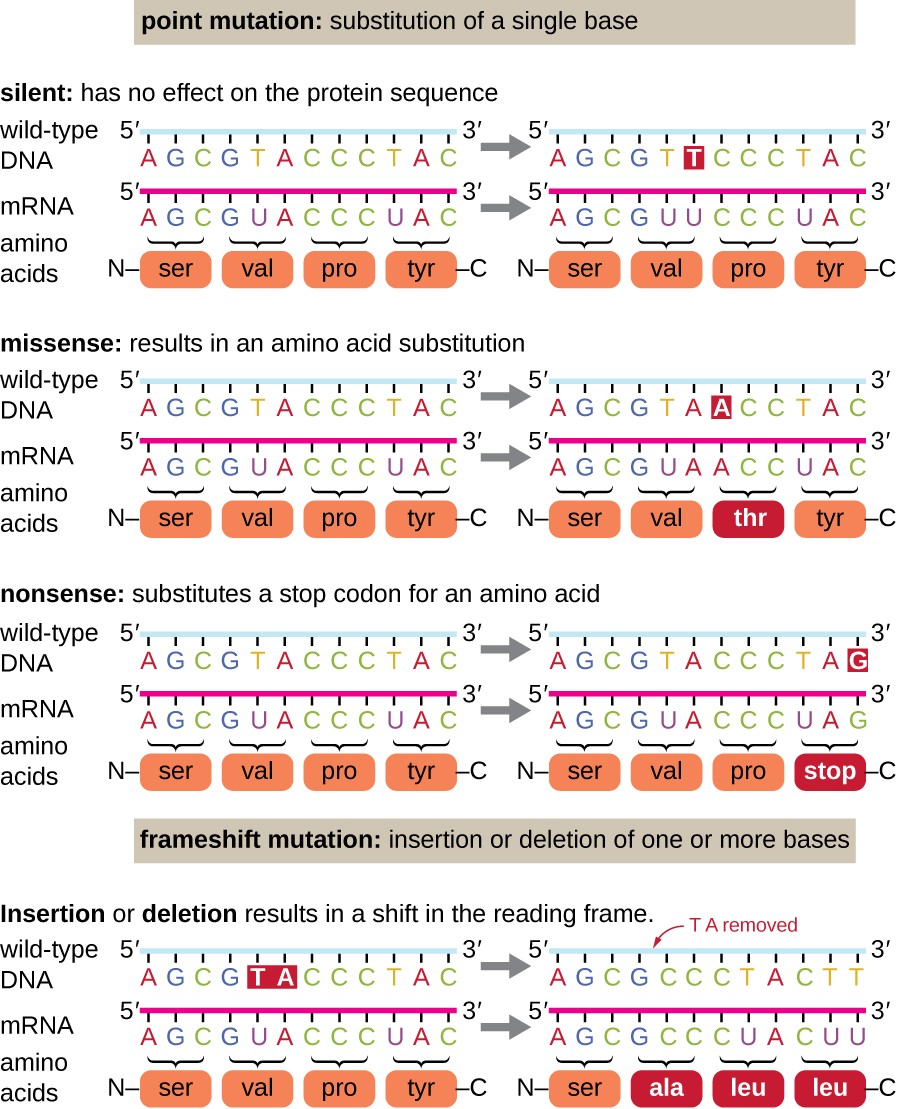 point mutation: substitution of a single base
silent: has no effect on the protein sequence
wild-type DNA 5′ A G C G T A C C C T A C 3′ 5′ A G C G T T C C C T A C 3′
mRNA 5′ A G C G U A C C C U A C 3′ 5′ A G C G U U C C C U A C 3′
amino acids N– ser val pro tyr –C N– ser val pro tyr –C
missense: results in an amino acid substitution
wild-type DNA 5′ A G C G T A C C C T A C 3′ 5′ A G C G T A A C C T A C 3′
mRNA 5′ A G C G U A C C C U A C 3′ 5′ A G C G U A A C C U A C 3′
amino acids N– ser val pro tyr –C N– ser val thr tyr –C
nonsense: substitutes a stop codon for an amino acid
wild-type DNA 5′ A G C G T A C C C T A C 3′ 5′ A G C G T A C C C T A G 3′
mRNA 5′ A G C G U A C C C U A C 3′ 5′ A G C G U A C C C U A G 3′
amino acids N– ser val pro tyr –C N– ser val pro stop –C
frameshift mutation: insertion or deletion of one or more bases
Insertion or deletion results in a shift in the reading frame.
T A removed
wild-type DNA 5′ A G C G T A C C C T A C 3′ 5′ A G C G C C C T A C T T 3′
mRNA 5′ A G C G U A C C C U A C 3′ 5′ A G C G C C C U A C U U 3′
amino acids N– ser val pro tyr –C N– ser ala leu leu –C